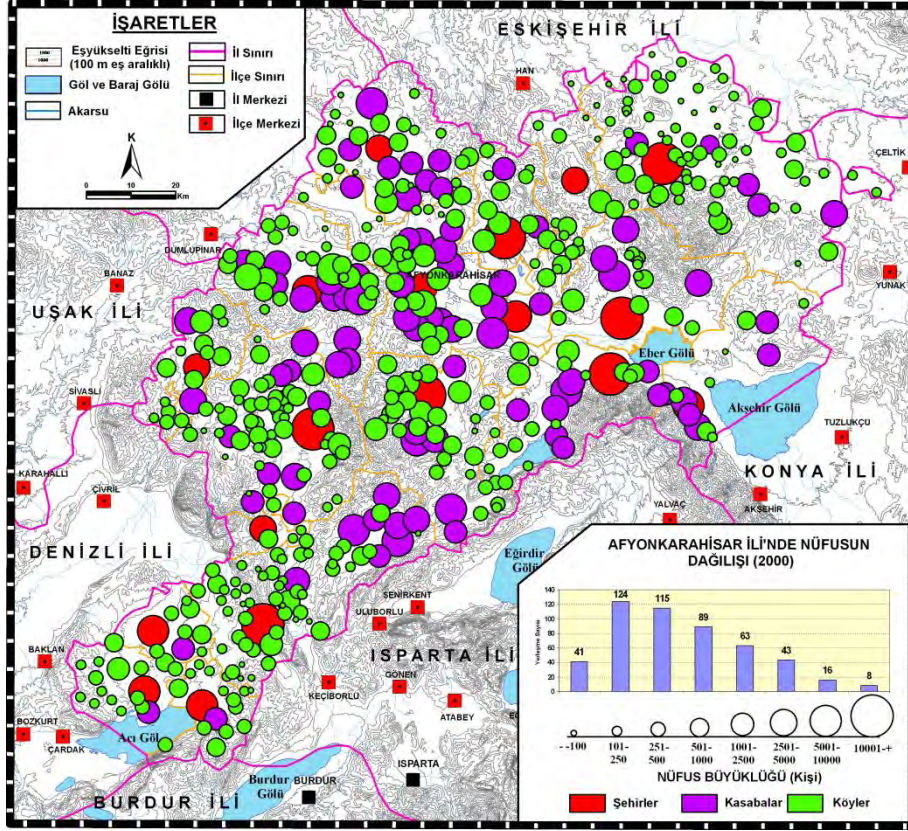 İŞARETLER
Eşyükselti Eğrisi
(100 m eş aralıklı)
Göl ve Baraj Gölü
Akarsu
İl Sınırı
İlçe Sınırı
İl Merkezi
İlçe Merkezi
K
0 10 20
Km
ESKİŞEHİR İLİ
HAN
ÇELTİK
DUMLUPINAR
BANAZ
AFYONKARAHİSAR
YUNAK
UŞAK İLİ
Eber Gölü
SİVASLI
Akşehir Gölü
TUZLUKÇU
KARAHALLI
KONYA İLİ
ÇİVRİL
YALVAÇ
AKŞEHİR
DENİZLİ İLİ
Eğirdir
Gölü
SENİRKENT
ULUBORLU
BAKLAN
ISPARTA İLİ
KEÇİBORLU
GÖNEN
ATABEY
BOZKURT
ÇARDAK
Acı Göl
ISPARTA
Burdur
Gölü
BURDUR
BURDUR İLİ
AFYONKARAHİSAR İLİ'NDE NÜFUSUN
DAĞILIŞI (2000)
Yerleşme Sayısı
140
120
100
80
60
40
20
0
41 124 115 89 63 43 16 8
- -100 101-250 251-500 501-1000 1001-2500 2501-5000 5001-10000 10001-+
NÜFUS BÜYÜKLÜĞÜ (Kişi)
Şehirler Kasabalar Köyler